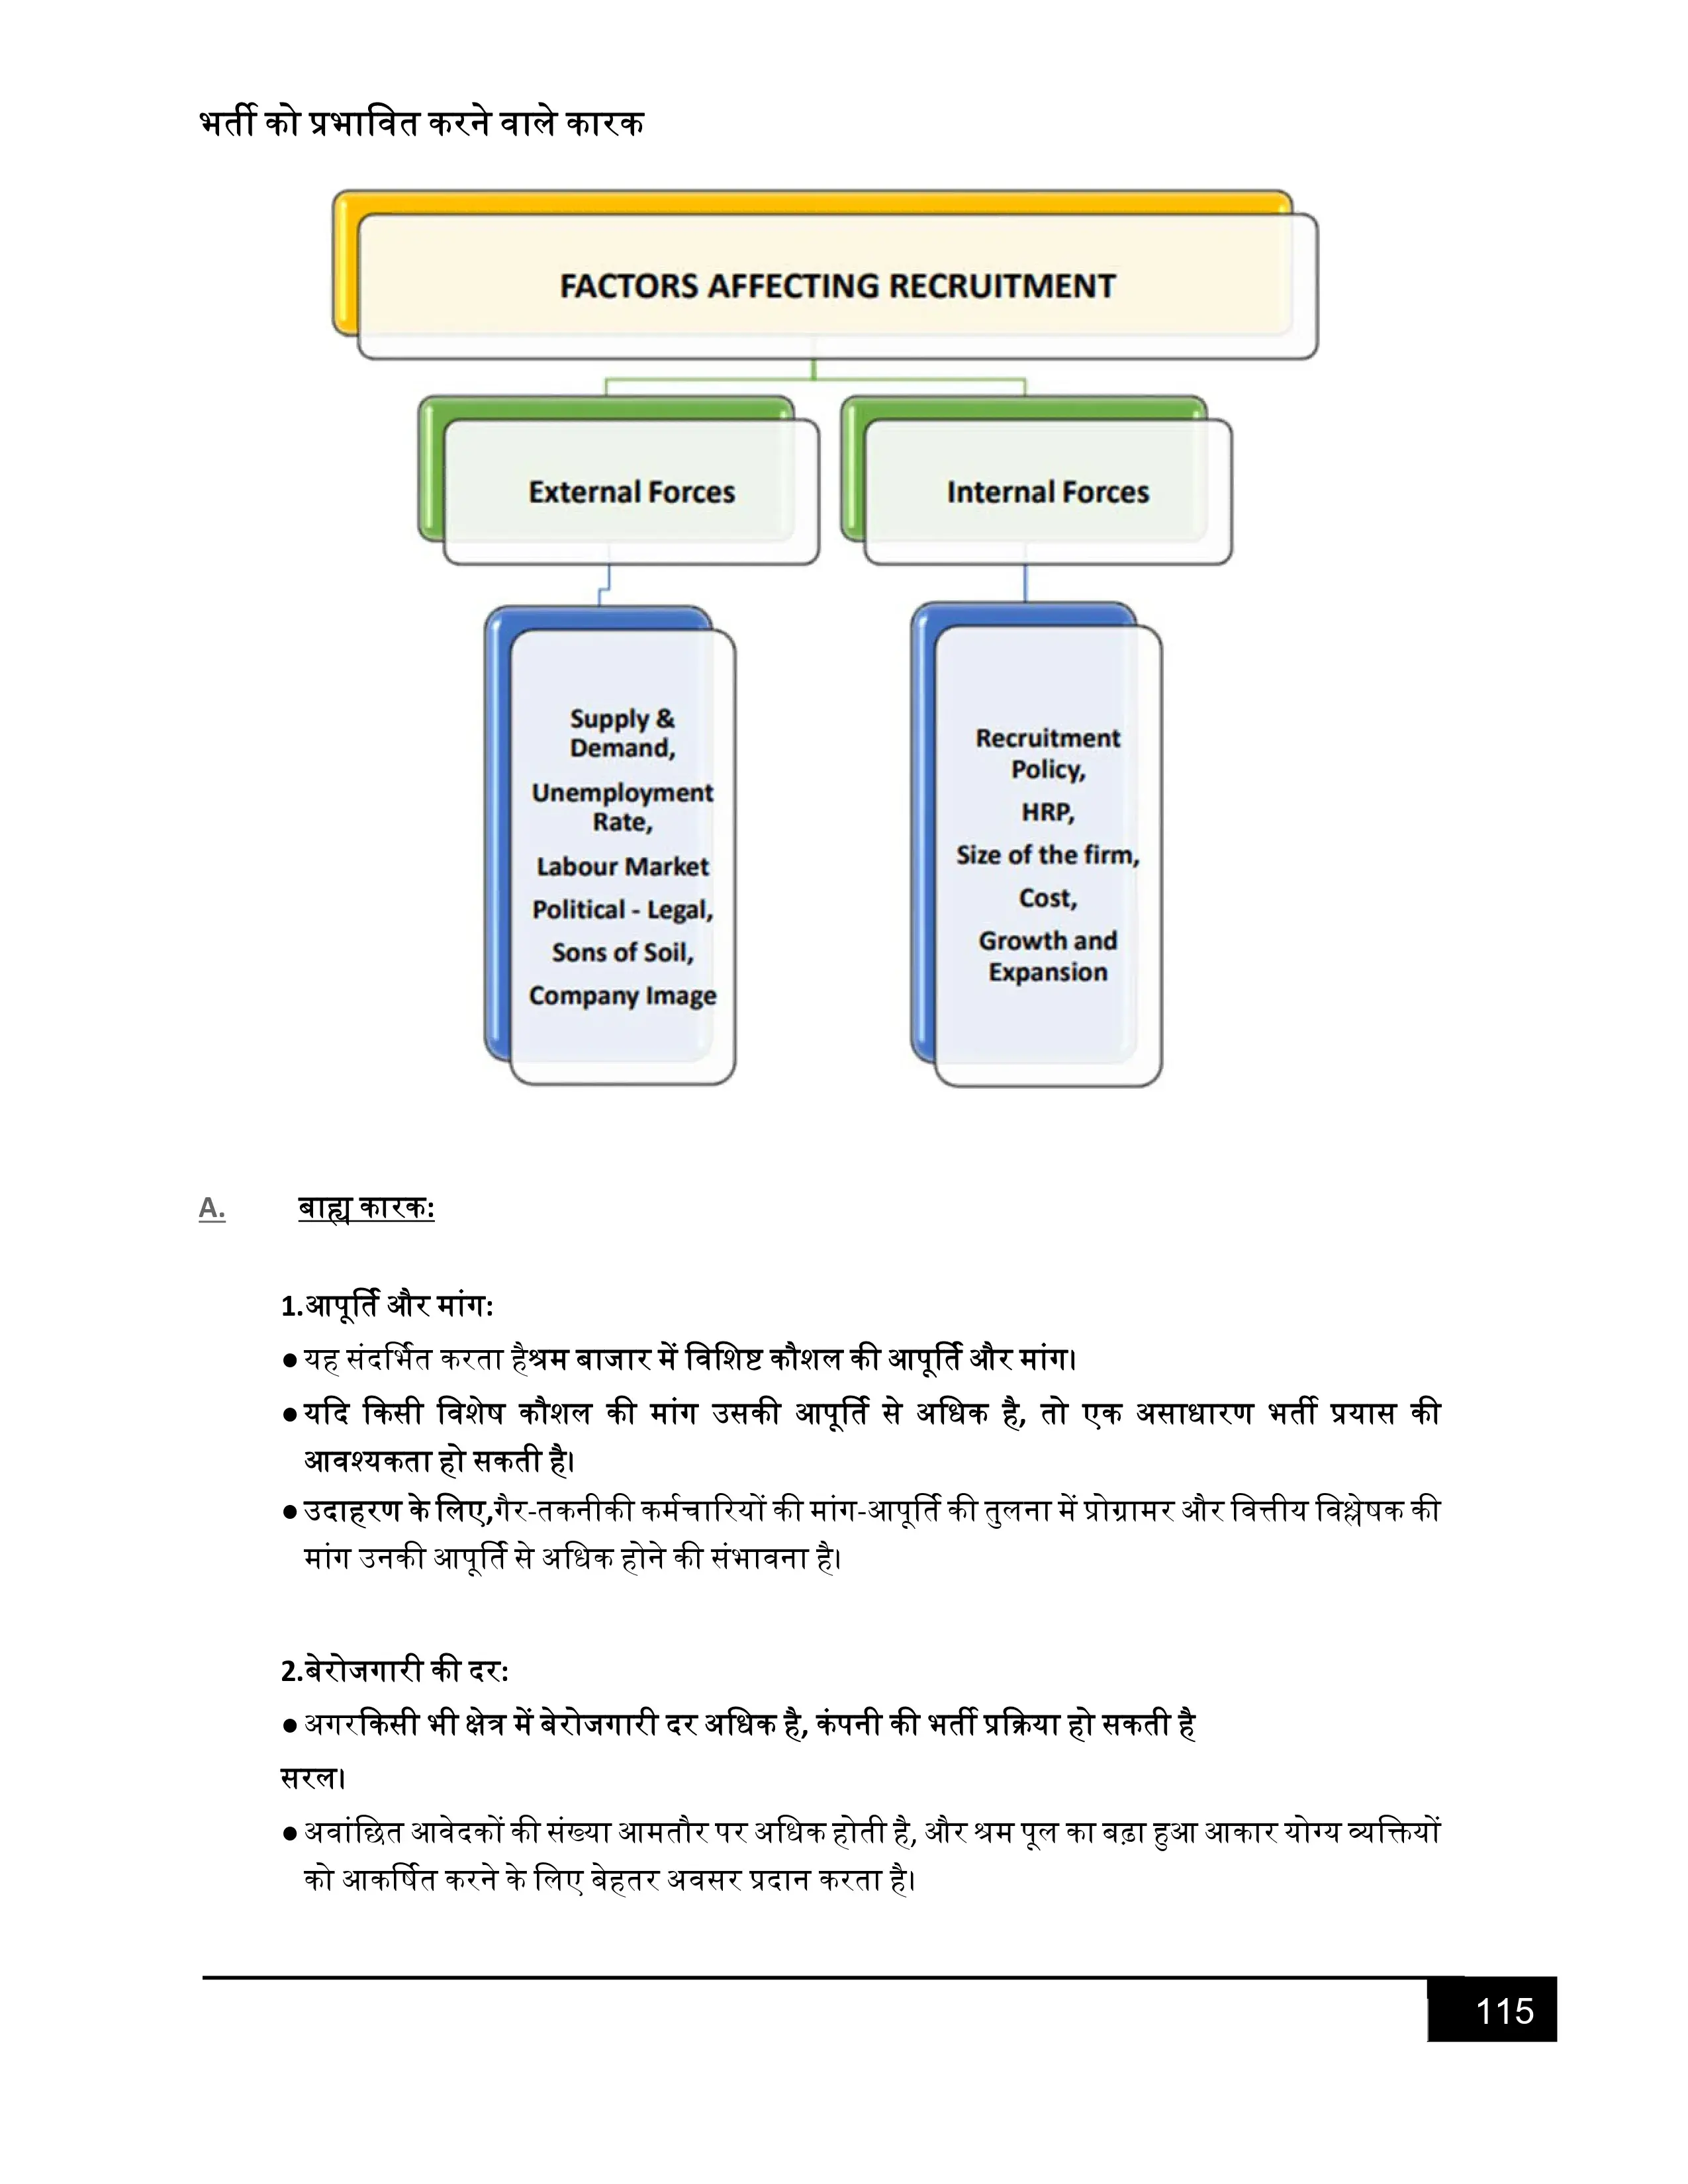 भर्ती को प्रभावित करने वाले कारक
FACTORS AFFECTING RECRUITMENT
External Forces
Internal Forces
Supply &
Demand,
Unemployment
Rate,
Labour Market
Political - Legal,
Sons of Soil,
Company Image
Recruitment
Policy,
HRP,
Size of the firm,
Cost,
Growth and
Expansion
A. बाह्य कारक:
1.आपूर्ति और मांग:
● यह संदर्भित करता हैश्रम बाजार में विशिष्ट कौशल की आपूर्ति और मांग।
● यदि किसी विशेष कौशल की मांग उसकी आपूर्ति से अधिक है, तो एक असाधारण भर्ती प्रयास की
आवश्यकता हो सकती है।
● उदाहरण के लिए,गैर-तकनीकी कर्मचारियों की मांग-आपूर्ति की तुलना में प्रोग्रामर और वित्तीय विश्लेषक की
मांग उनकी आपूर्ति से अधिक होने की संभावना है।
2.बेरोजगारी की दर:
● अगरकिसी भी क्षेत्र में बेरोजगारी दर अधिक है, कंपनी की भर्ती प्रक्रिया हो सकती है
सरल।
● अवांछित आवेदकों की संख्या आमतौर पर अधिक होती है, और श्रम पूल का बढ़ा हुआ आकार योग्य व्यक्तियों
को आकर्षित करने के लिए बेहतर अवसर प्रदान करता है।
115